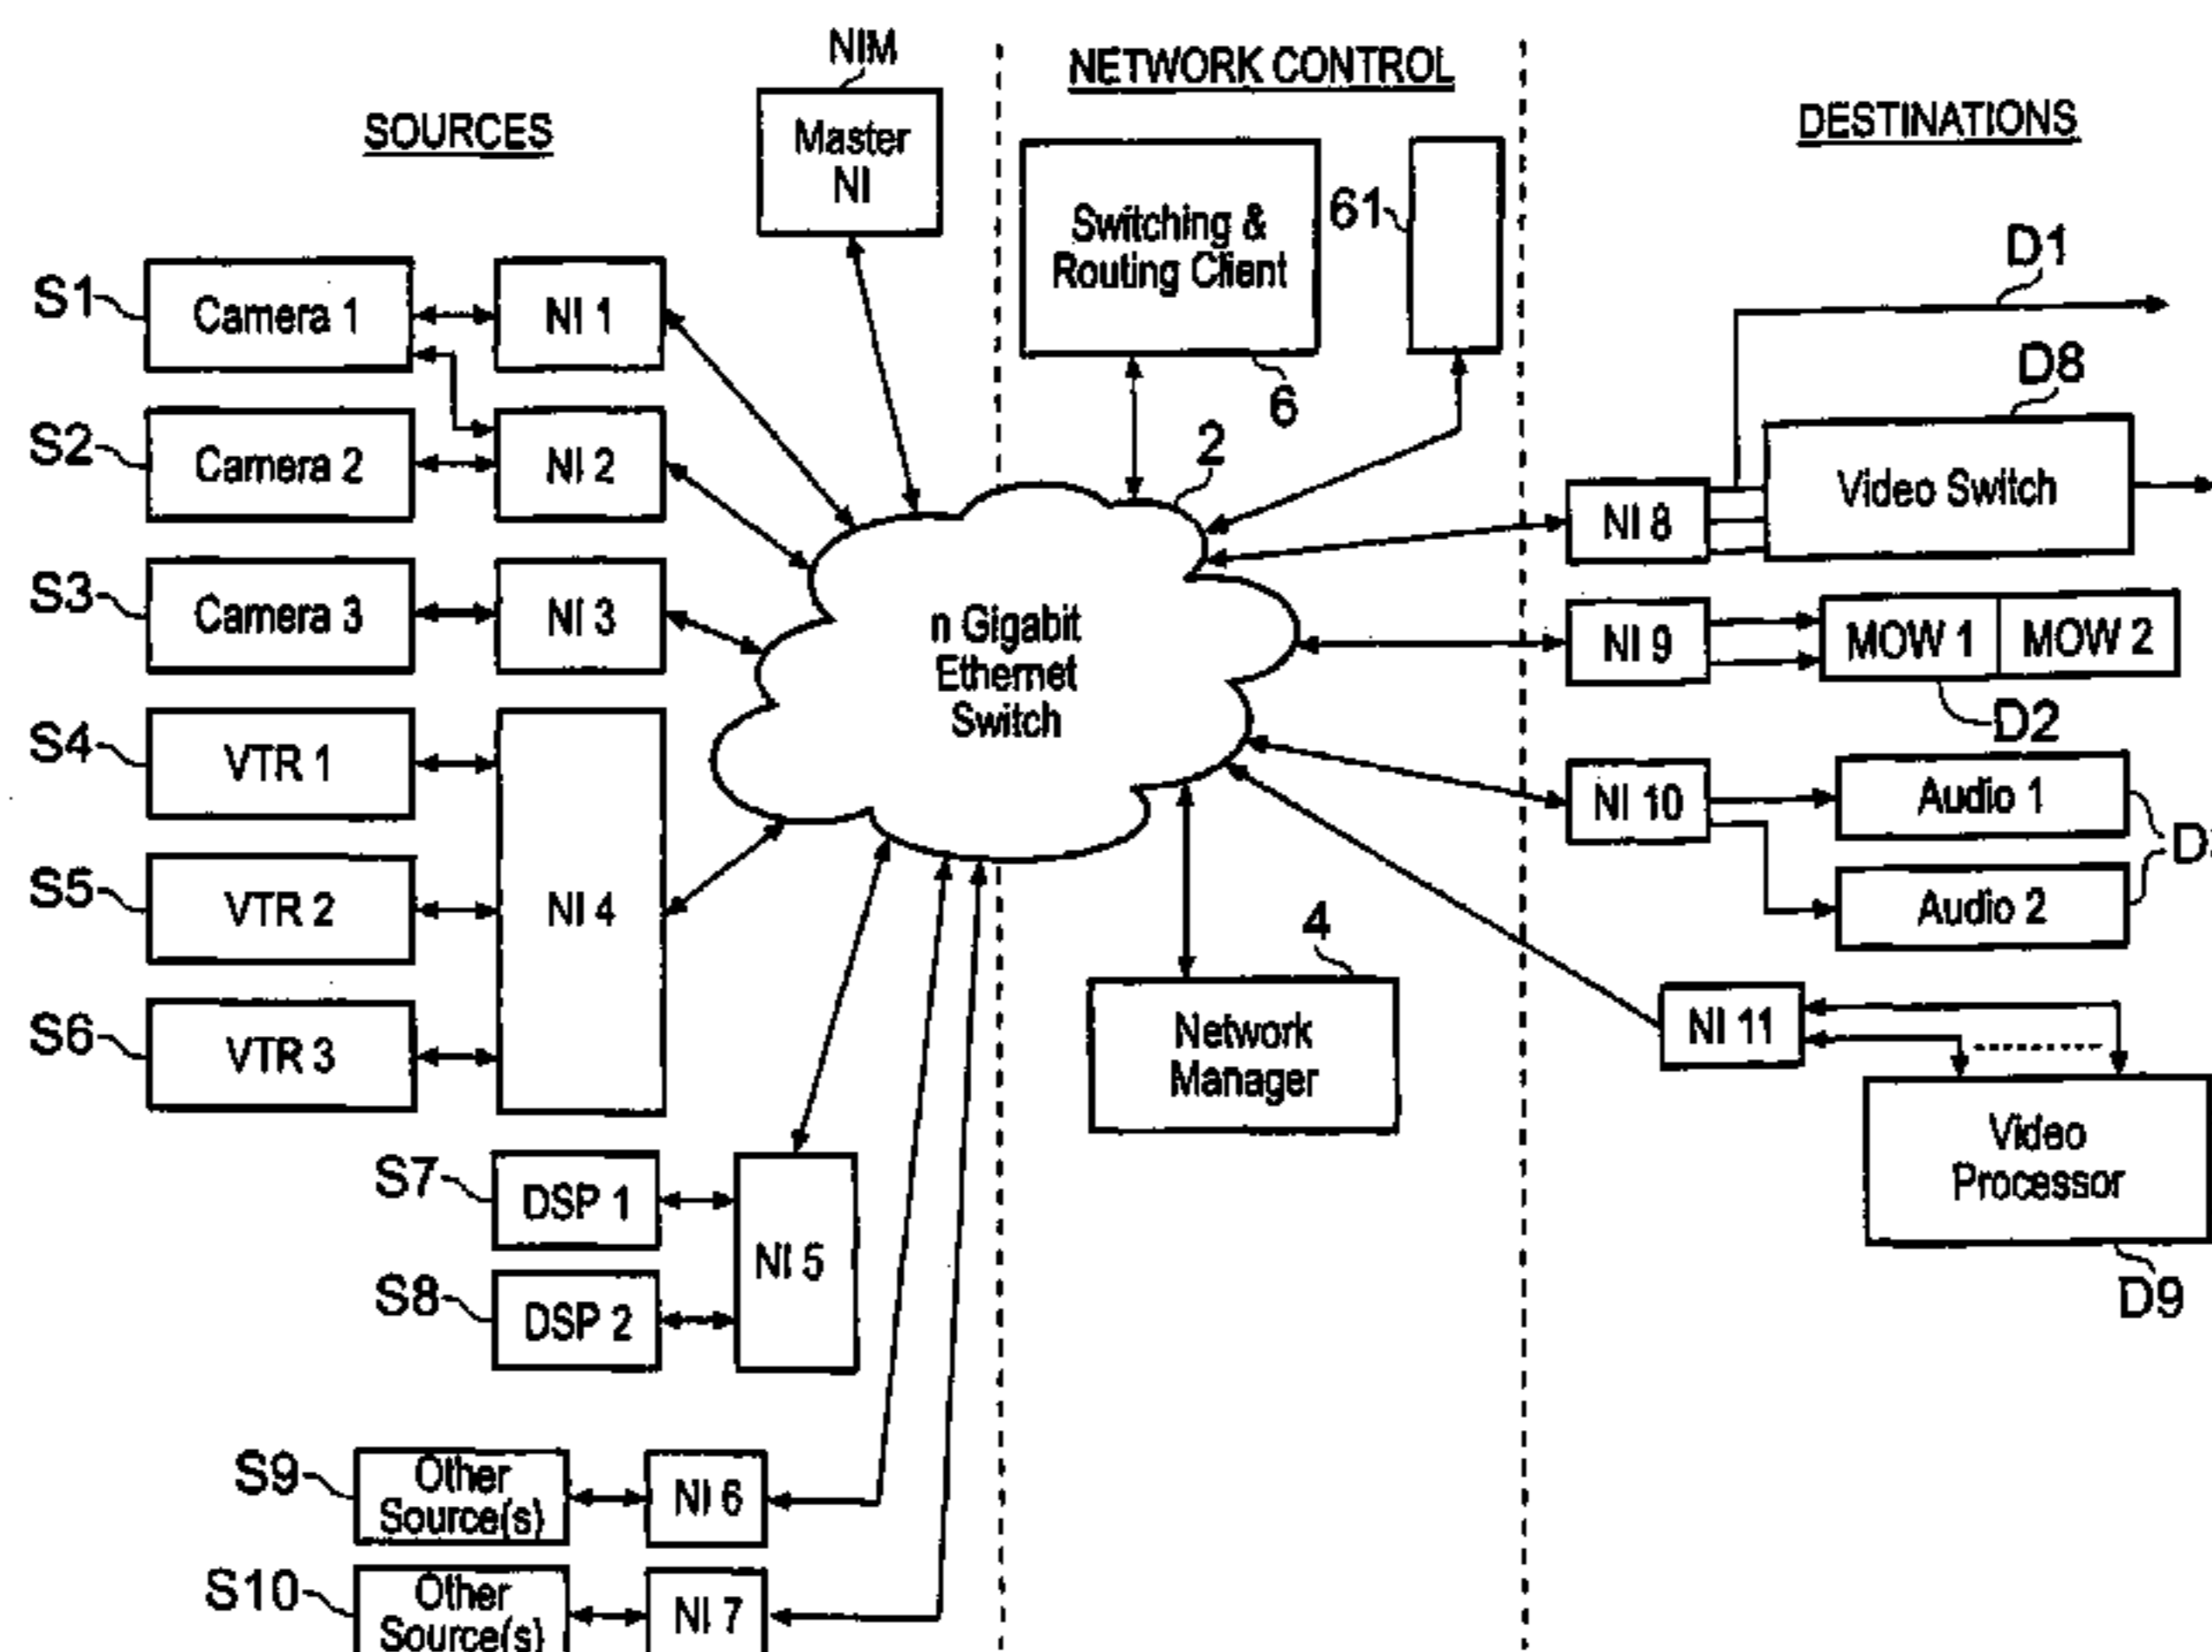 SOURCES
NIM
Master
NI
NETWORK CONTROL
Switching &
Routing Client
6
61
DESTINATIONS
S1
Camera 1
NI 1
S2
Camera 2
NI 2
S3
Camera 3
NI 3
S4
VTR 1
S5
VTR 2
NI 4
S6
VTR 3
S7
DSP 1
S8
DSP 2
NI 5
S9
Other
Source(s)
NI 6
S10
Other
Source(s)
NI 7
2
n Gigabit
Ethernet
Switch
4
Network
Manager
D1
D8
NI 8
Video Switch
NI 9
MOW 1
MOW 2
D2
NI 10
Audio 1
Audio 2
NI 11
Video
Processor
D9